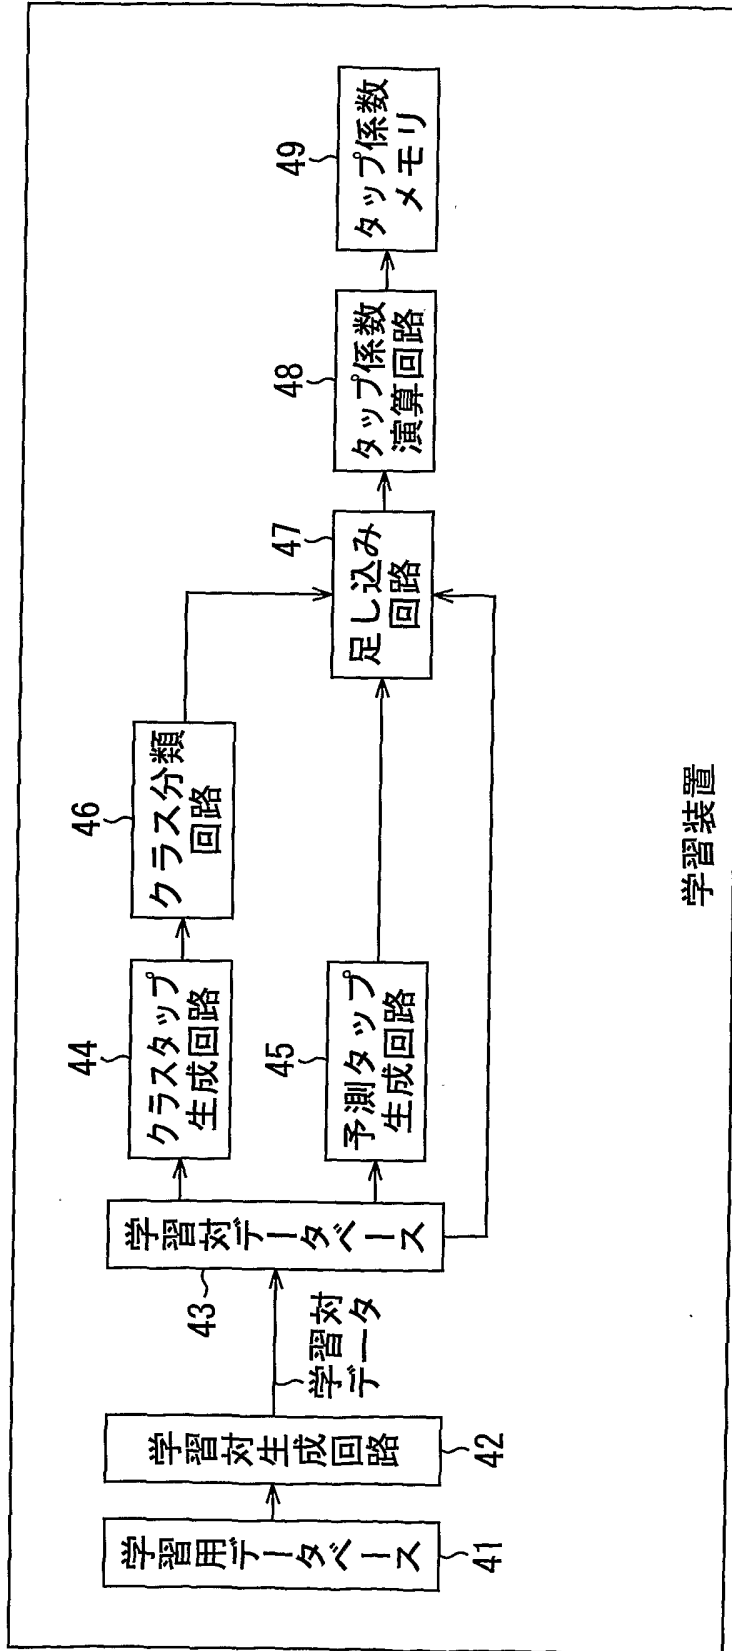 学習用データベース
41
学習対生成回路
42
学習対
データ
学習対データベース
43
クラスタップ
生成回路
44
予測タップ
生成回路
45
クラス分類
回路
46
足し込み
回路
47
タップ係数
演算回路
48
タップ係数
メモリ
49
学習装置